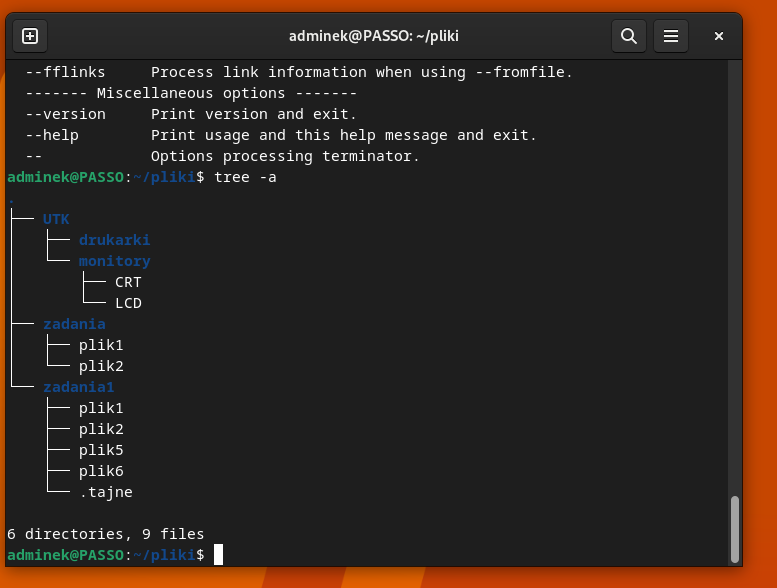 adminek@PASSO: ~/pliki
--fflinks     Process link information when using --fromfile.
------- Miscellaneous options -------
--version     Print version and exit.
--help        Print usage and this help message and exit.
--            Options processing terminator.
adminek@PASSO:~/pliki$ tree -a
.
├── UTK
│   ├── drukarki
│   └── monitory
│       ├── CRT
│       └── LCD
├── zadania
│   ├── plik1
│   └── plik2
└── zadania1
    ├── plik1
    ├── plik2
    ├── plik5
    ├── plik6
    └── .tajne
6 directories, 9 files
adminek@PASSO:~/pliki$